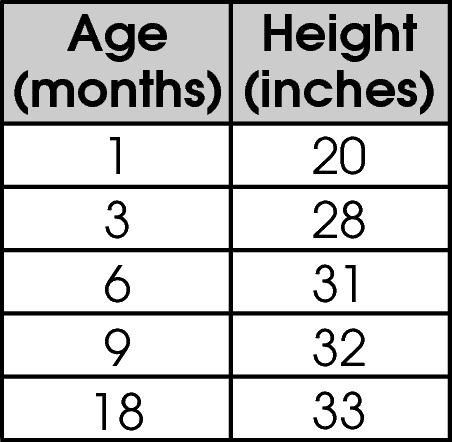 Age Height
(months) (inches)
1 20
3 28
6 31
9 32
18 33